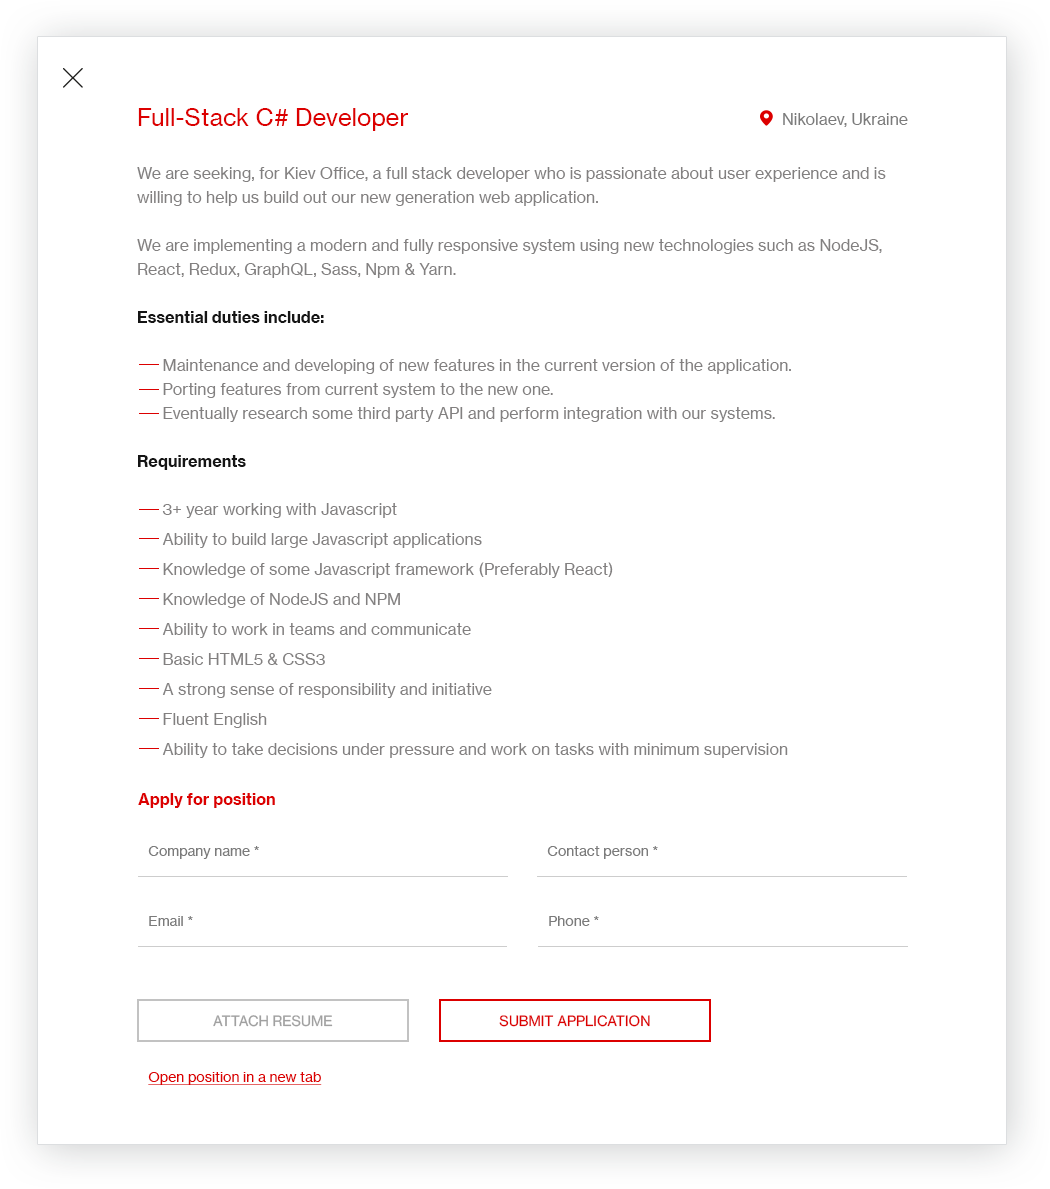 Full-Stack C# Developer
Nikolaev, Ukraine
We are seeking, for Kiev Office, a full stack developer who is passionate about user experience and is
willing to help us build out our new generation web application.
We are implementing a modern and fully responsive system using new technologies such as NodeJS,
React, Redux, GraphQL, Sass, Npm & Yarn.
Essential duties include:
— Maintenance and developing of new features in the current version of the application.
— Porting features from current system to the new one.
— Eventually research some third party API and perform integration with our systems.
Requirements
— 3+ year working with Javascript
— Ability to build large Javascript applications
— Knowledge of some Javascript framework (Preferably React)
— Knowledge of NodeJS and NPM
— Ability to work in teams and communicate
— Basic HTML5 & CSS3
— A strong sense of responsibility and initiative
— Fluent English
— Ability to take decisions under pressure and work on tasks with minimum supervision
Apply for position
Company name *
Contact person *
Email *
Phone *
ATTACH RESUME
SUBMIT APPLICATION
Open position in a new tab